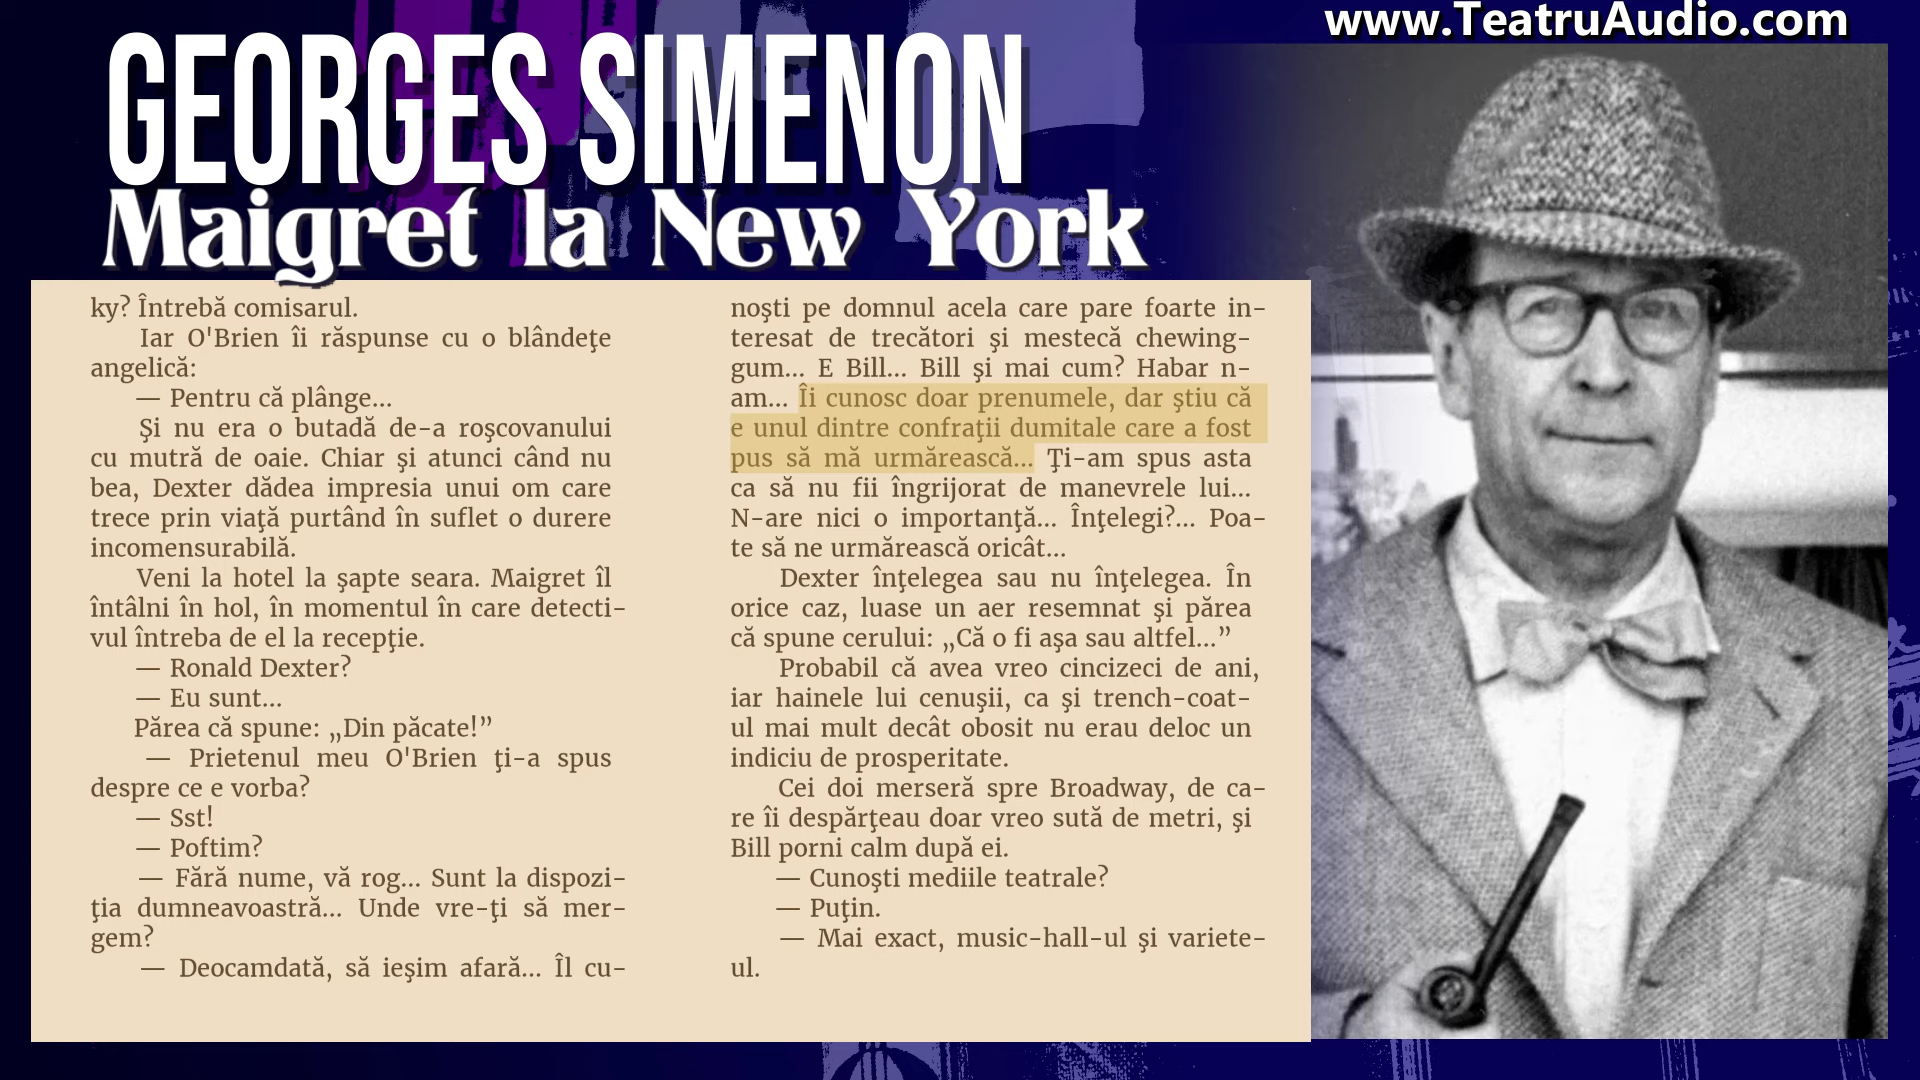 www.TeatruAudio.com
GEORGES SIMENON
Maigret la New York
ky? Întrebă comisarul.
Iar O'Brien îi răspunse cu o blândeţe
angelică:
— Pentru că plânge...
Şi nu era o butadă de-a roşcovanului
cu mutră de oaie. Chiar şi atunci când nu
bea, Dexter dădea impresia unui om care
trece prin viaţă purtând în suflet o durere
incomensurabilă.
Veni la hotel la şapte seara. Maigret îl
întâlni în hol, în momentul în care detecti-
vul întreba de el la recepţie.
— Ronald Dexter?
— Eu sunt...
Părea că spune: „Din păcate!”
— Prietenul meu O'Brien ţi-a spus
despre ce e vorba?
— Sst!
— Poftim?
— Fără nume, vă rog... Sunt la dispozi-
ţia dumneavoastră... Unde vre-ţi să mer-
gem?
— Deocamdată, să ieşim afară... Îl cu-
noşti pe domnul acela care pare foarte in-
teresat de trecători şi mestecă chewing-
gum... E Bill... Bill şi mai cum? Habar n-
am... Îi cunosc doar prenumele, dar ştiu că
e unul dintre confraţii dumitale care a fost
pus să mă urmărească... Ţi-am spus asta
ca să nu fii îngrijorat de manevrele lui...
N-are nici o importanţă... Înţelegi?... Poa-
te să ne urmărească oricât...
Dexter înţelegea sau nu înţelegea. În
orice caz, luase un aer resemnat şi părea
că spune cerului: „Că o fi aşa sau altfel...”
Probabil că avea vreo cincizeci de ani,
iar hainele lui cenuşii, ca şi trench-coat-
ul mai mult decât obosit nu erau deloc un
indiciu de prosperitate.
Cei doi merseră spre Broadway, de ca-
re îi despărţeau doar vreo sută de metri, şi
Bill porni calm după ei.
— Cunoşti mediile teatrale?
— Puţin.
— Mai exact, music-hall-ul şi variete-
ul.